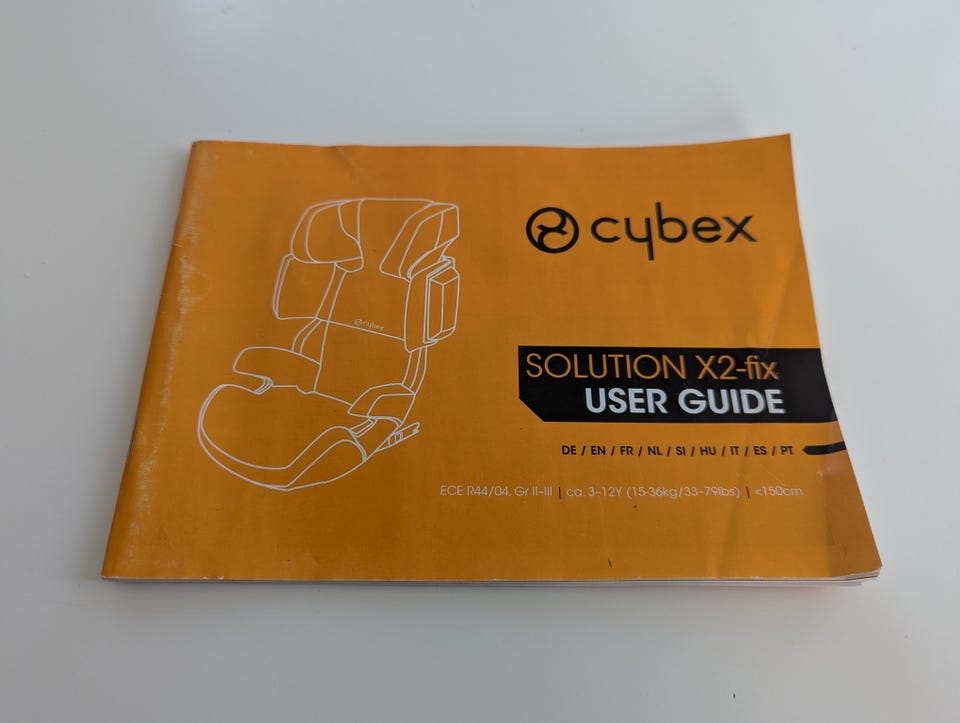 cybex
cybex
SOLUTION X2-fix
USER GUIDE
DE / EN / FR / NL / SI / HU / IT / ES / PT
ECE R44/04, Gr II-III | ca. 3-12Y (15-36kg/33-79lbs) | <150cm